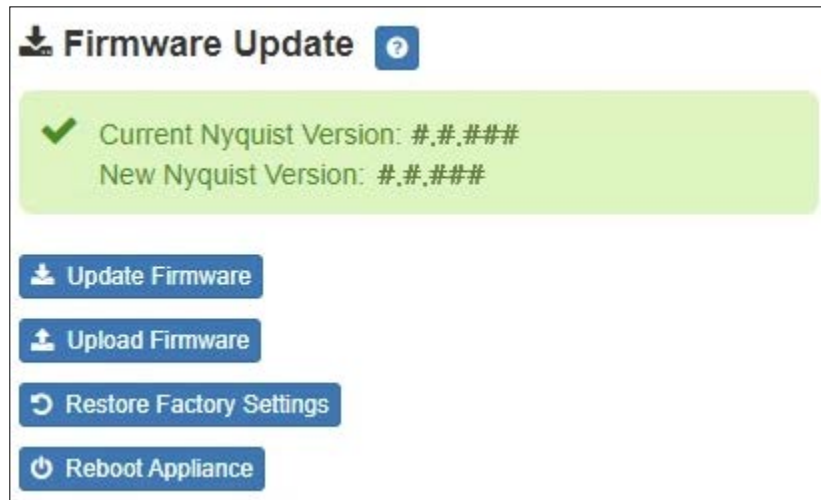 Firmware Update ?
Current Nyquist Version: #.#.###
New Nyquist Version: #.#.###
Update Firmware
Upload Firmware
Restore Factory Settings
Reboot Appliance